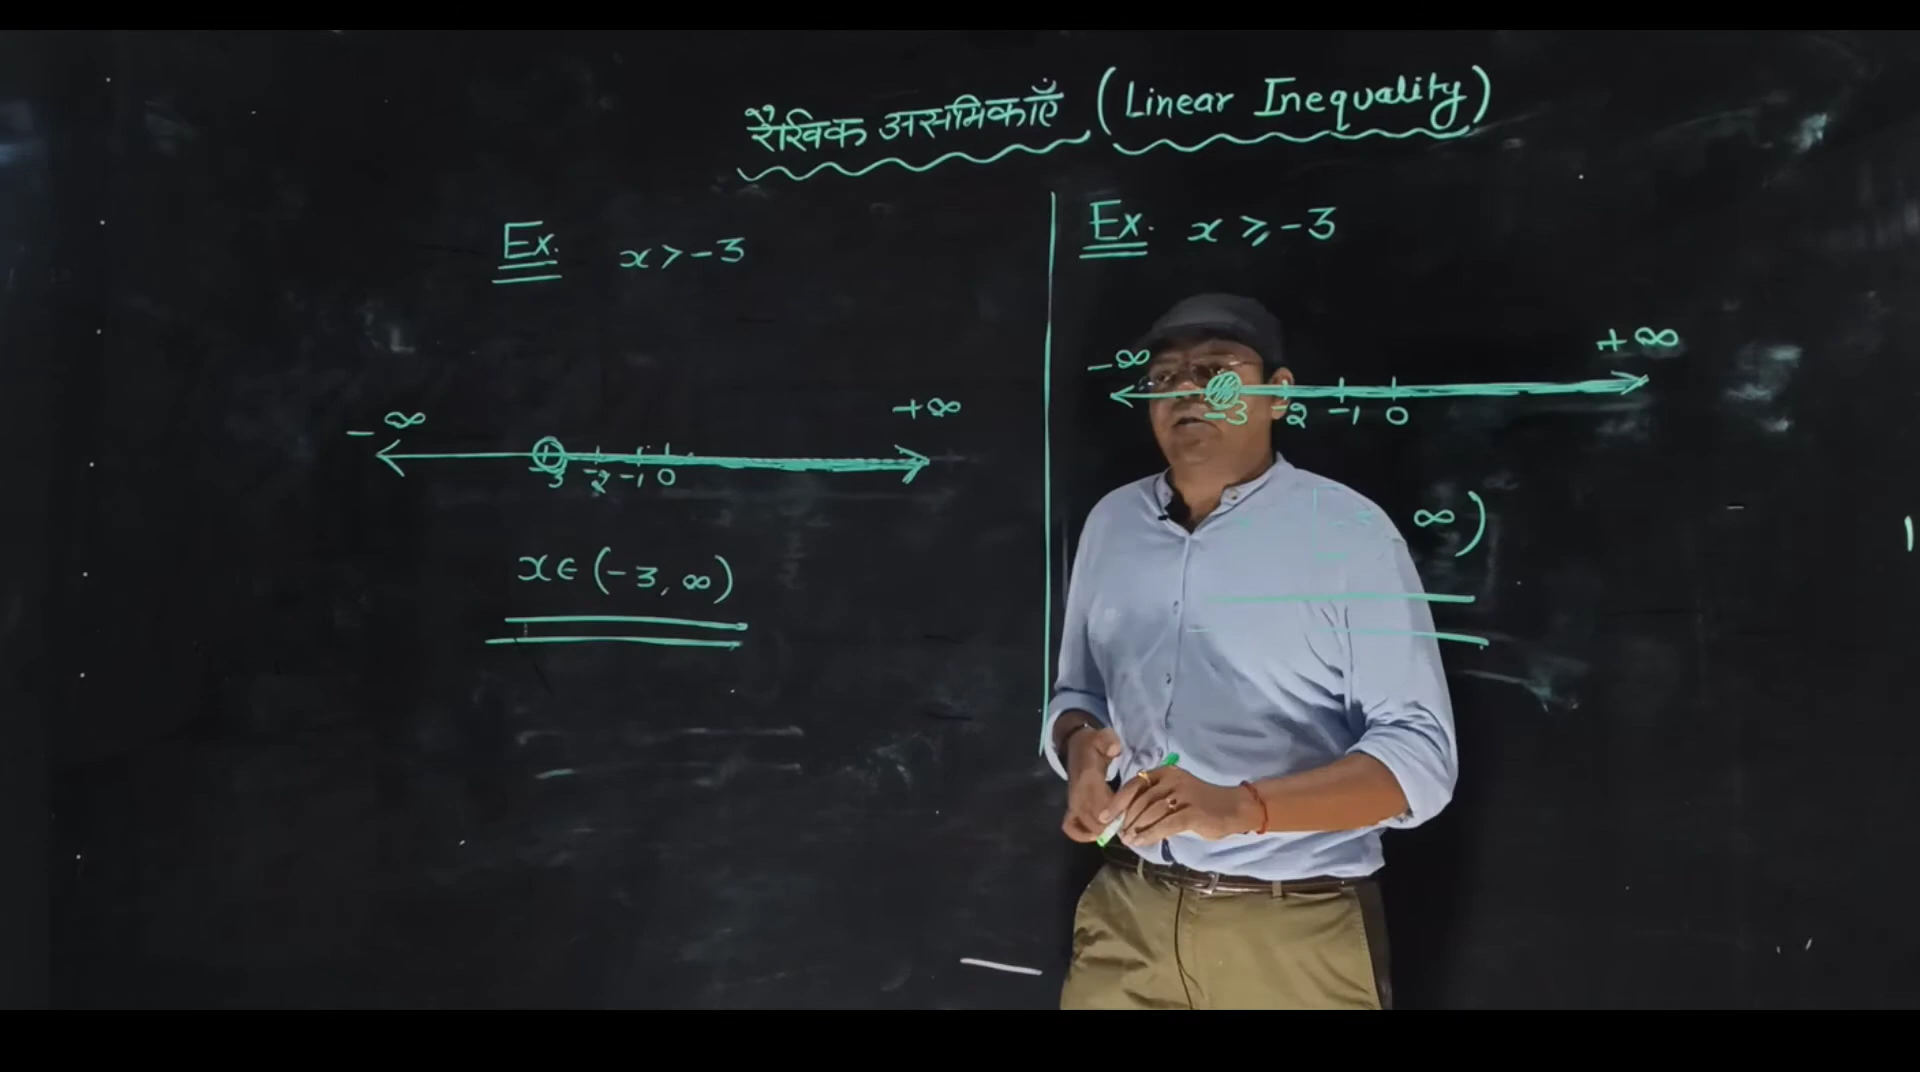 रैखिक असमिकाएँ (Linear Inequality)
Ex. x > -3
-∞ +∞
-3 -2 -1 0
x ∈ (-3, ∞)
Ex. x ≥ -3
-∞ +∞
-3 -2 -1 0
∞)